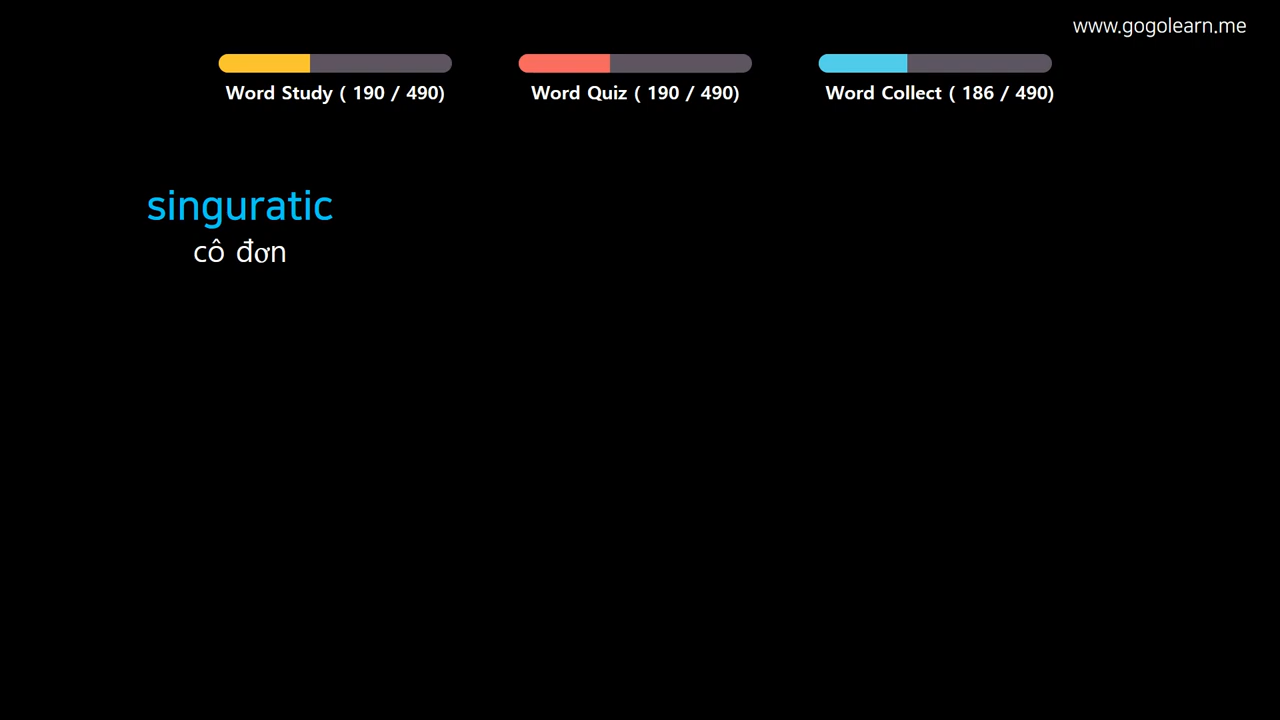 www.gogolearn.me
Word Study ( 190 / 490)
Word Quiz ( 190 / 490)
Word Collect ( 186 / 490)
singuratic
cô đơn